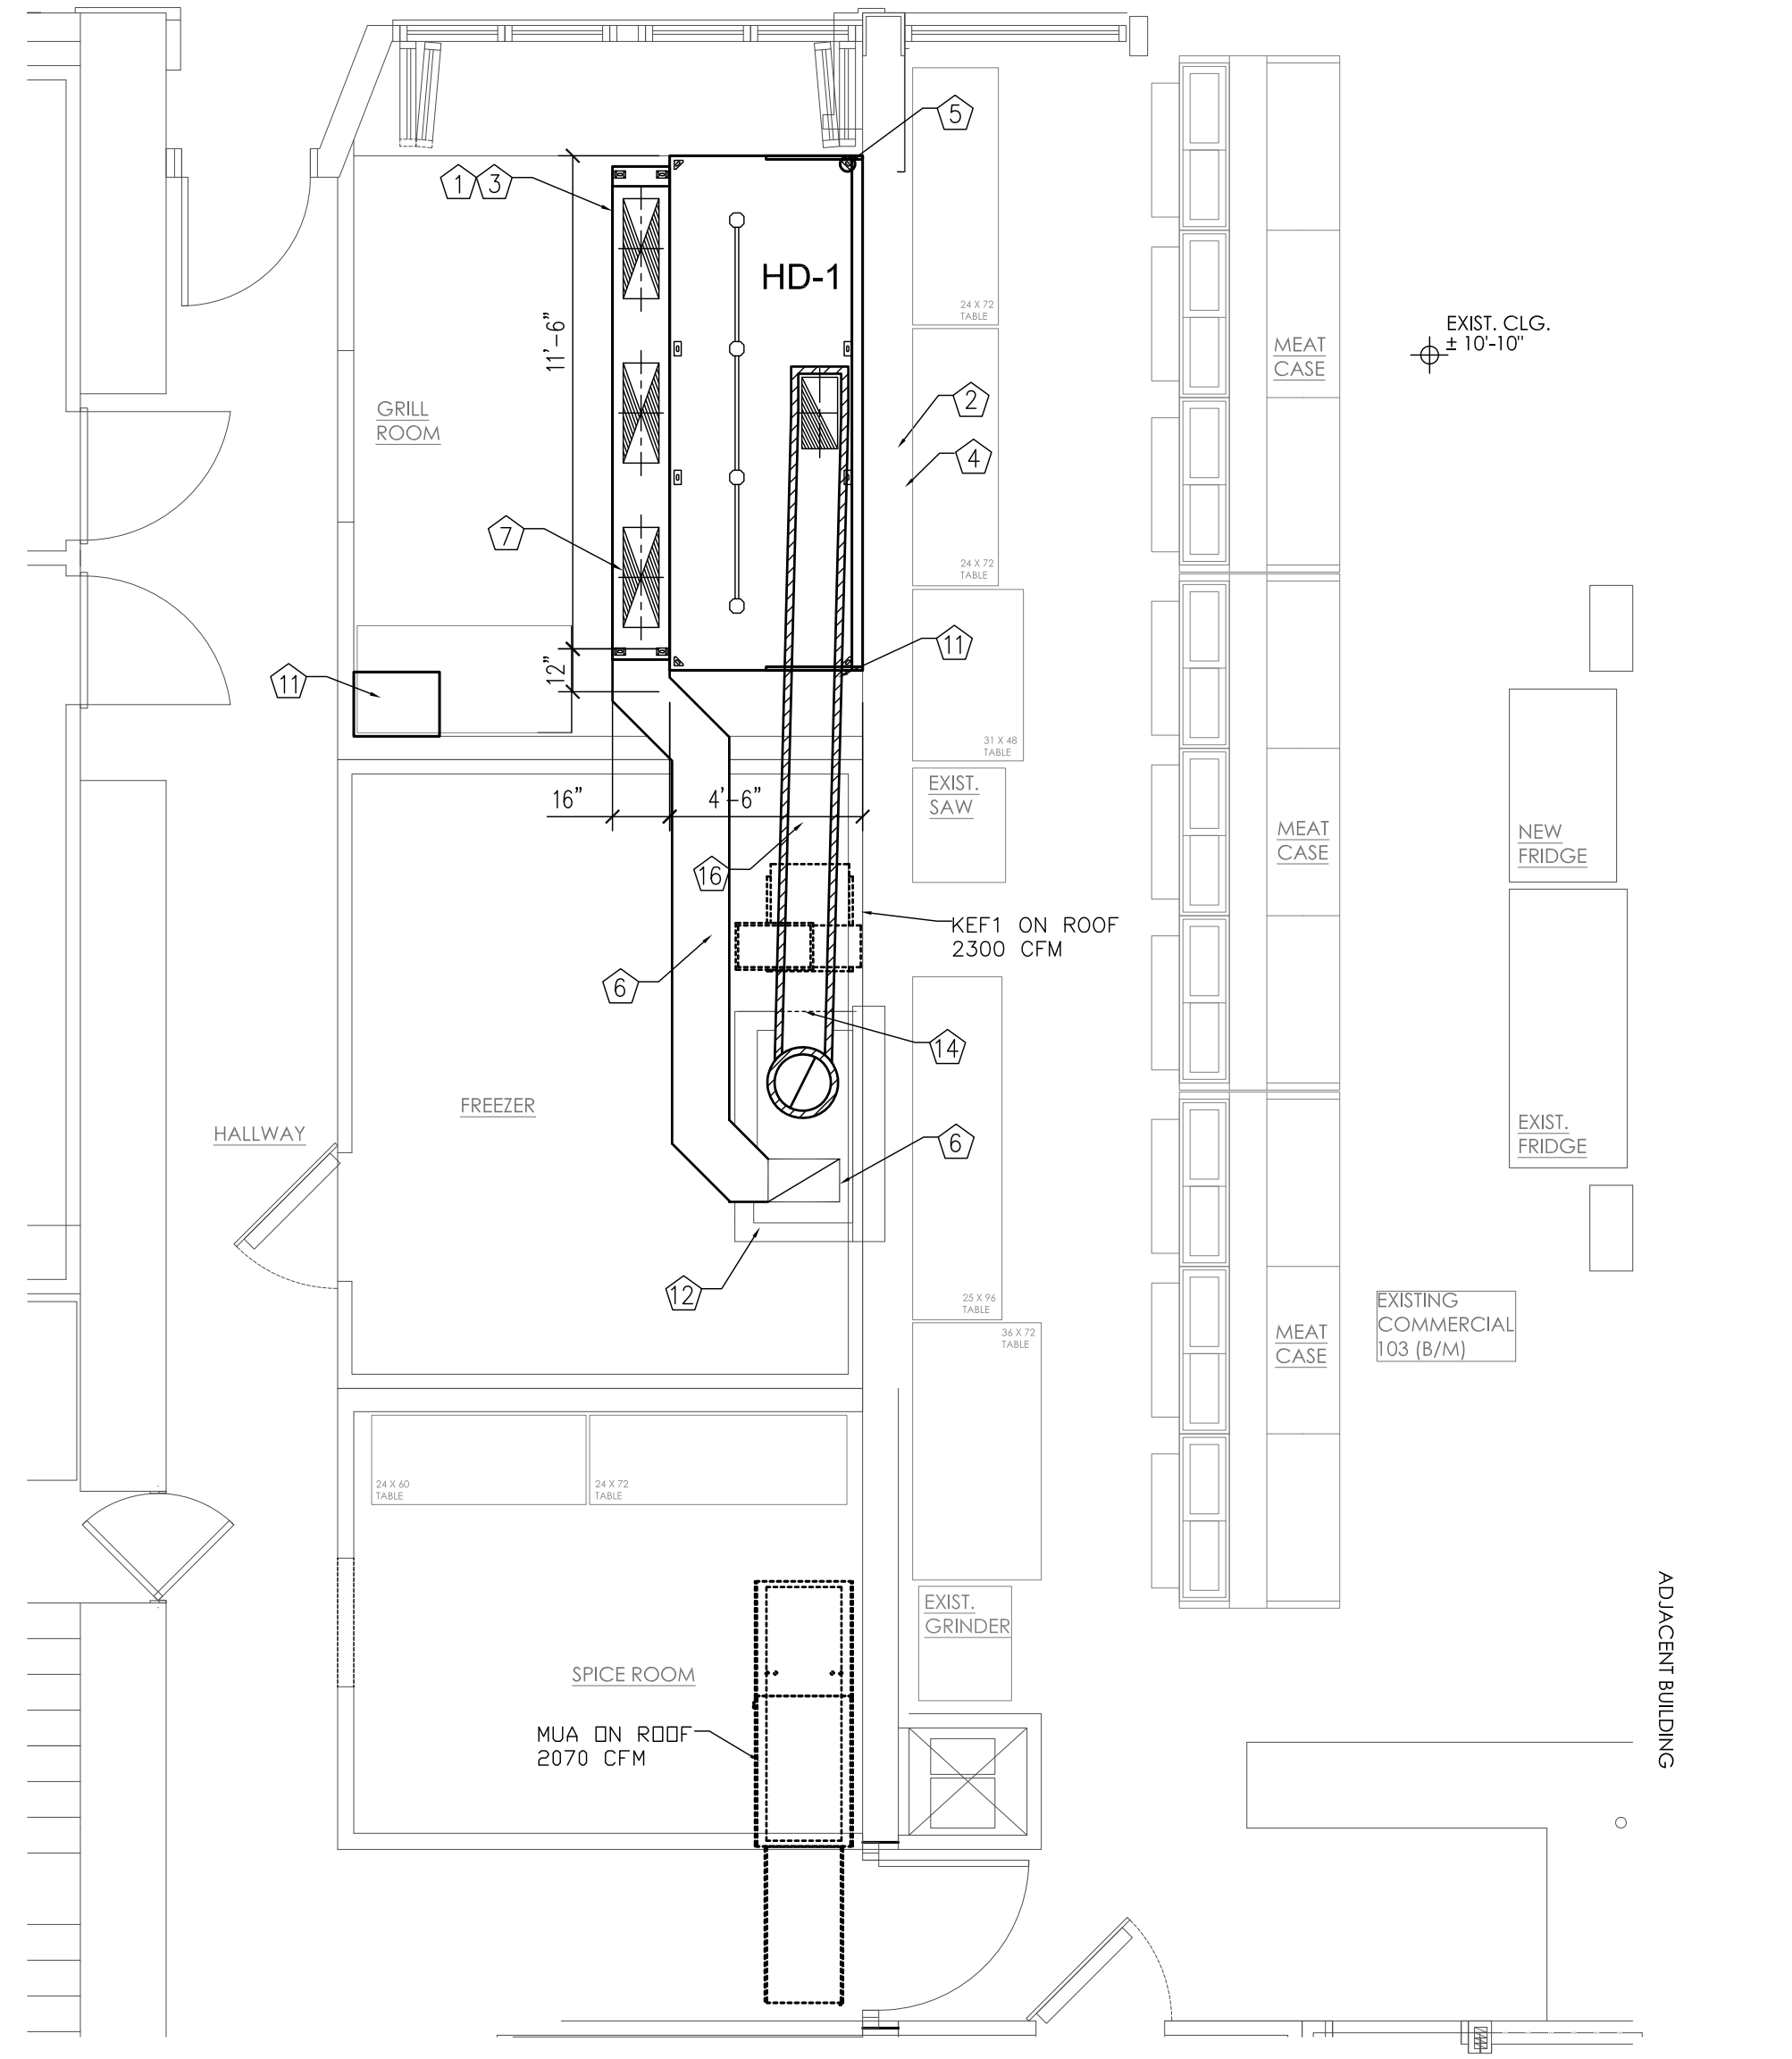 5
1
3
HD-1
24 X 72
TABLE
11'-6"
EXIST. CLG.
± 10'-10"
MEAT
CASE
GRILL
ROOM
2
4
7
24 X 72
TABLE
11
11
12"
31 X 48
TABLE
16"
4'-6"
EXIST.
SAW
MEAT
CASE
NEW
FRIDGE
16
KEF1 ON ROOF
2300 CFM
6
14
FREEZER
HALLWAY
6
EXIST.
FRIDGE
12
25 X 96
TABLE
36 X 72
TABLE
MEAT
CASE
EXISTING
COMMERCIAL
103 (B/M)
24 X 60
TABLE
24 X 72
TABLE
EXIST.
GRINDER
SPICE ROOM
MUA ON ROOF
2070 CFM
ADJACENT BUILDING